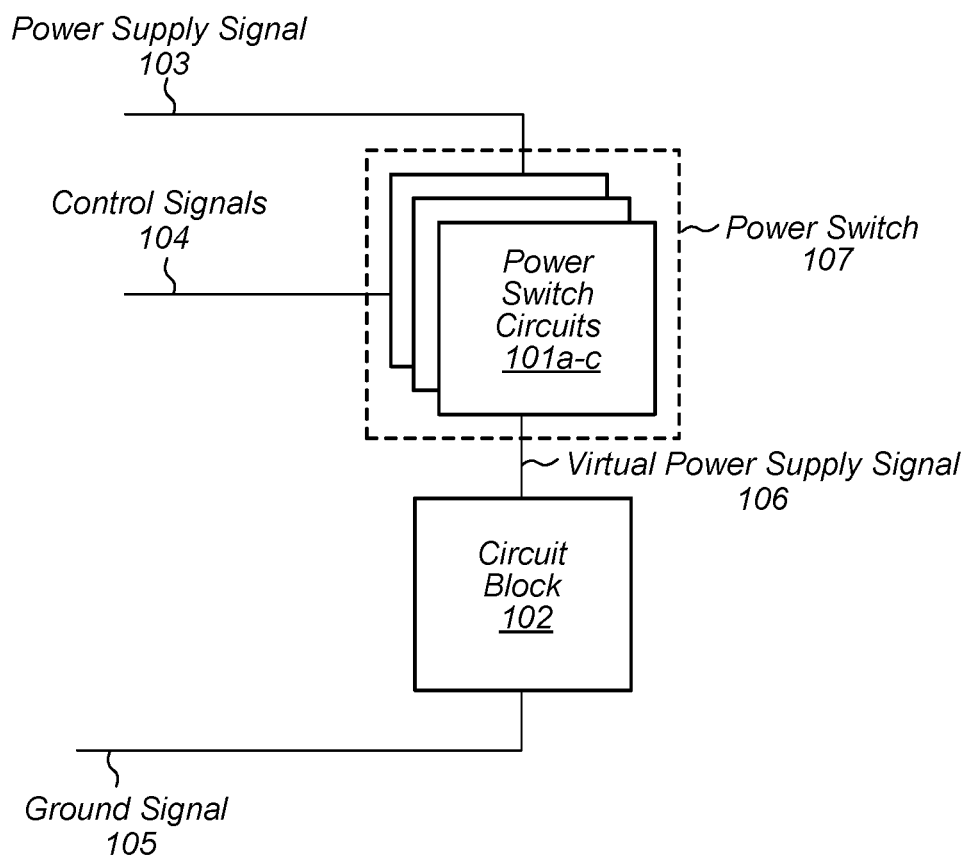 Power Supply Signal
103
Control Signals
104
Power Switch
107
Power
Switch
Circuits
101a-c
Virtual Power Supply Signal
106
Circuit
Block
102
Ground Signal
105